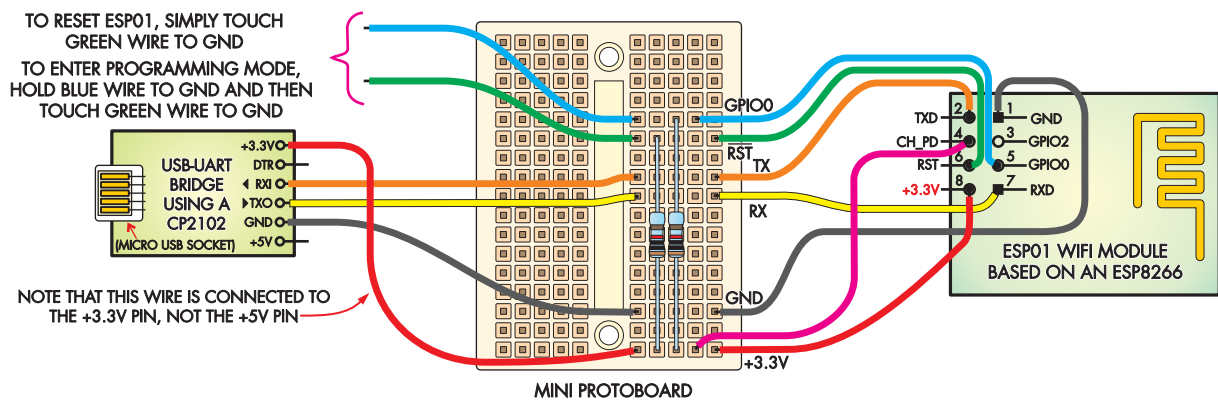 TO RESET ESP01, SIMPLY TOUCH
GREEN WIRE TO GND
TO ENTER PROGRAMMING MODE,
HOLD BLUE WIRE TO GND AND THEN
TOUCH GREEN WIRE TO GND
+3.3V
DTR
RXI
TXO
GND
+5V
USB-UART
BRIDGE
USING A
CP2102
(MICRO USB SOCKET)
NOTE THAT THIS WIRE IS CONNECTED TO
THE +3.3V PIN, NOT THE +5V PIN
GPIO0
RST
TX
RX
GND
+3.3V
MINI PROTOBOARD
TXD 2 1 GND
CH_PD 4 3 GPIO2
RST 6 5 GPIO0
+3.3V 8 7 RXD
ESP01 WIFI MODULE
BASED ON AN ESP8266